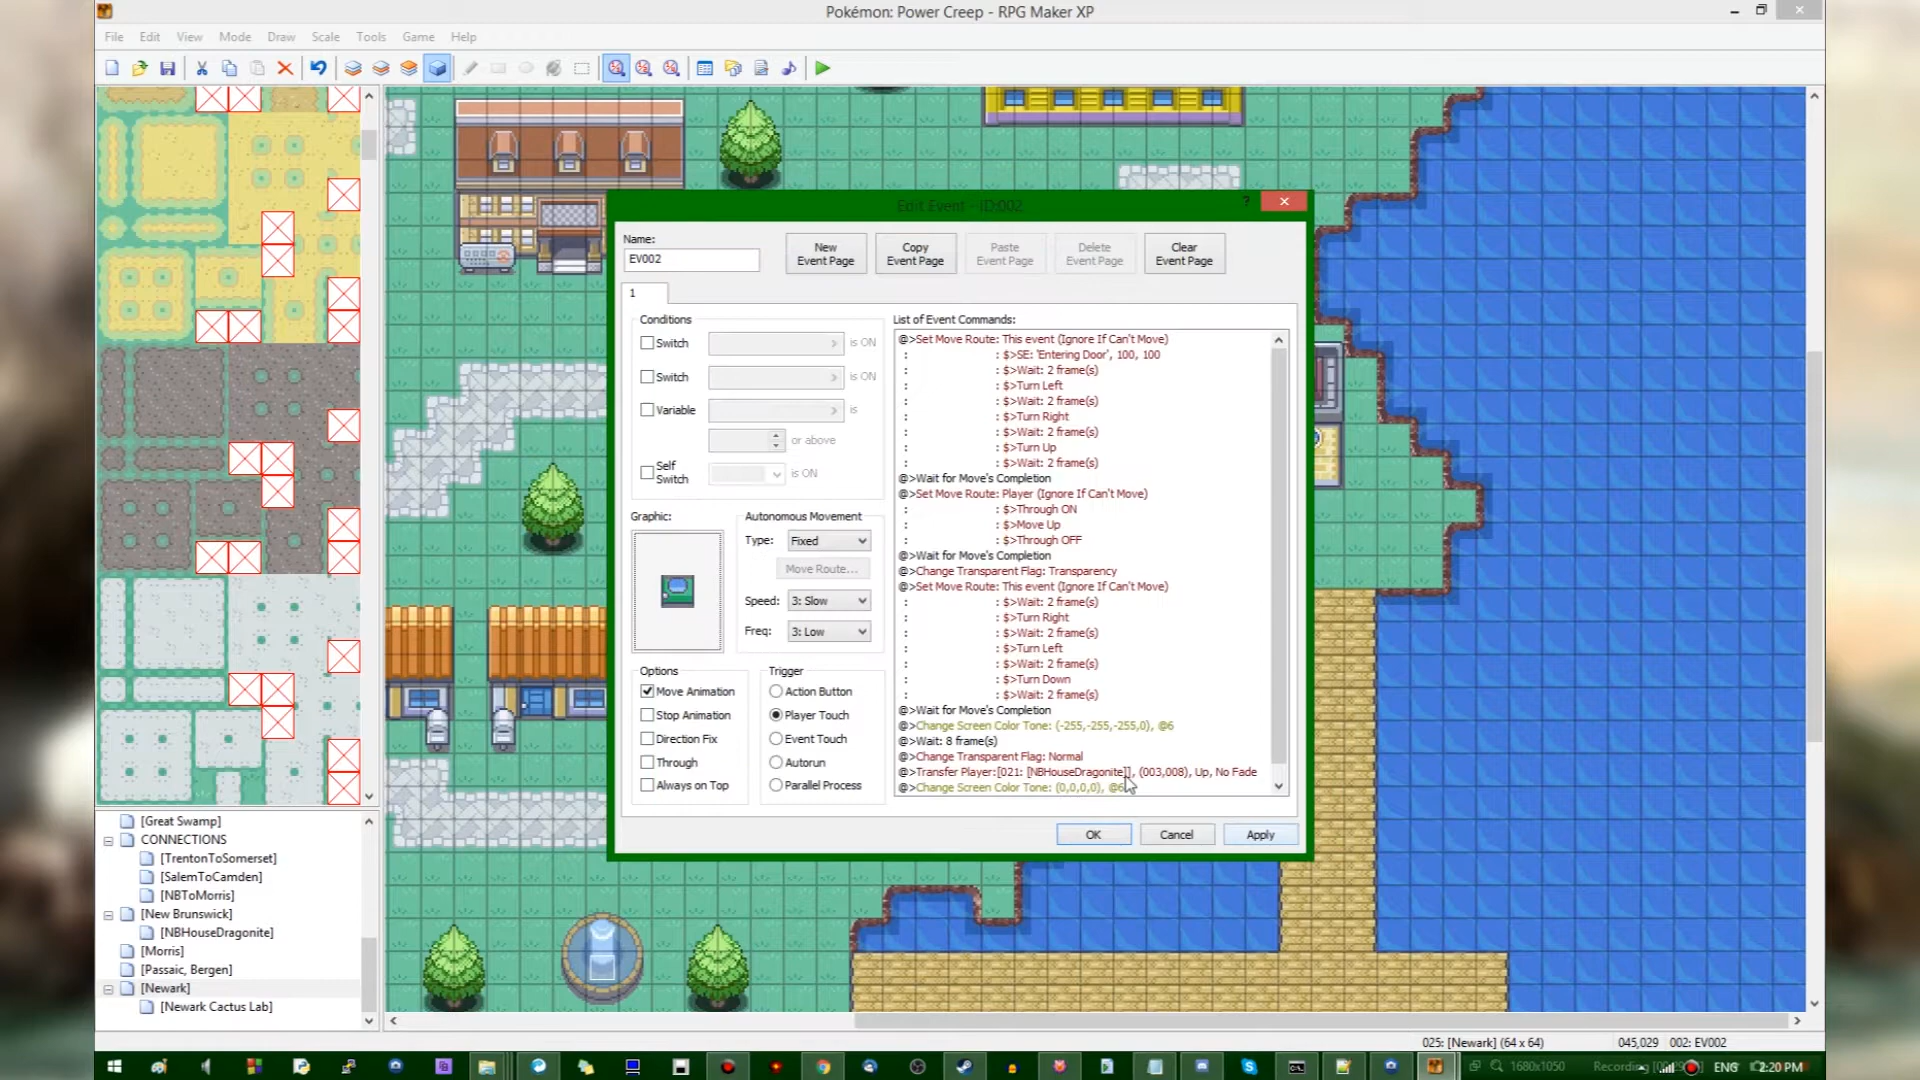 Pokémon: Power Creep - RPG Maker XP
File Edit View Mode Draw Scale Tools Game Help
Edit Event - ID:002
?
Name:
EV002
New
Event Page
Copy
Event Page
Paste
Event Page
Delete
Event Page
Clear
Event Page
1
Conditions
Switch
is ON
Switch
is ON
Variable
is
or above
Self
Switch
is ON
Graphic:
Autonomous Movement
Type: Fixed
Move Route...
Speed: 3: Slow
Freq: 3: Low
Options
Move Animation
Stop Animation
Direction Fix
Through
Always on Top
Trigger
Action Button
Player Touch
Event Touch
Autorun
Parallel Process
List of Event Commands:
@>Set Move Route: This event (Ignore If Can't Move)
: : $>SE: 'Entering Door', 100, 100
: : $>Wait: 2 frame(s)
: : $>Turn Left
: : $>Wait: 2 frame(s)
: : $>Turn Right
: : $>Wait: 2 frame(s)
: : $>Turn Up
: : $>Wait: 2 frame(s)
@>Wait for Move's Completion
@>Set Move Route: Player (Ignore If Can't Move)
: : $>Through ON
: : $>Move Up
: : $>Through OFF
@>Wait for Move's Completion
@>Change Transparent Flag: Transparency
@>Set Move Route: This event (Ignore If Can't Move)
: : $>Wait: 2 frame(s)
: : $>Turn Right
: : $>Wait: 2 frame(s)
: : $>Turn Left
: : $>Wait: 2 frame(s)
: : $>Turn Down
: : $>Wait: 2 frame(s)
@>Wait for Move's Completion
@>Change Screen Color Tone: (-255,-255,-255,0), @6
@>Wait: 8 frame(s)
@>Change Transparent Flag: Normal
@>Transfer Player:[021: [NBHouseDragonite]], (003,008), Up, No Fade
@>Change Screen Color Tone: (0,0,0,0), @6
OK
Cancel
Apply
[Great Swamp]
CONNECTIONS
[TrentonToSomerset]
[SalemToCamden]
[NBToMorris]
[New Brunswick]
[NBHouseDragonite]
[Morris]
[Passaic, Bergen]
[Newark]
[Newark Cactus Lab]
025: [Newark] (64 x 64) 045,029 002: EV002
1680x1050
Recording
ENG
2:20 PM